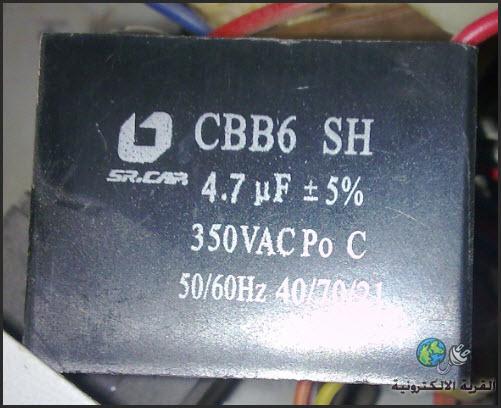 CBB6 SH
SR.CAP
4.7 µF ± 5%
350VAC Po C
50/60Hz 40/70/21
القرية الالكترونية